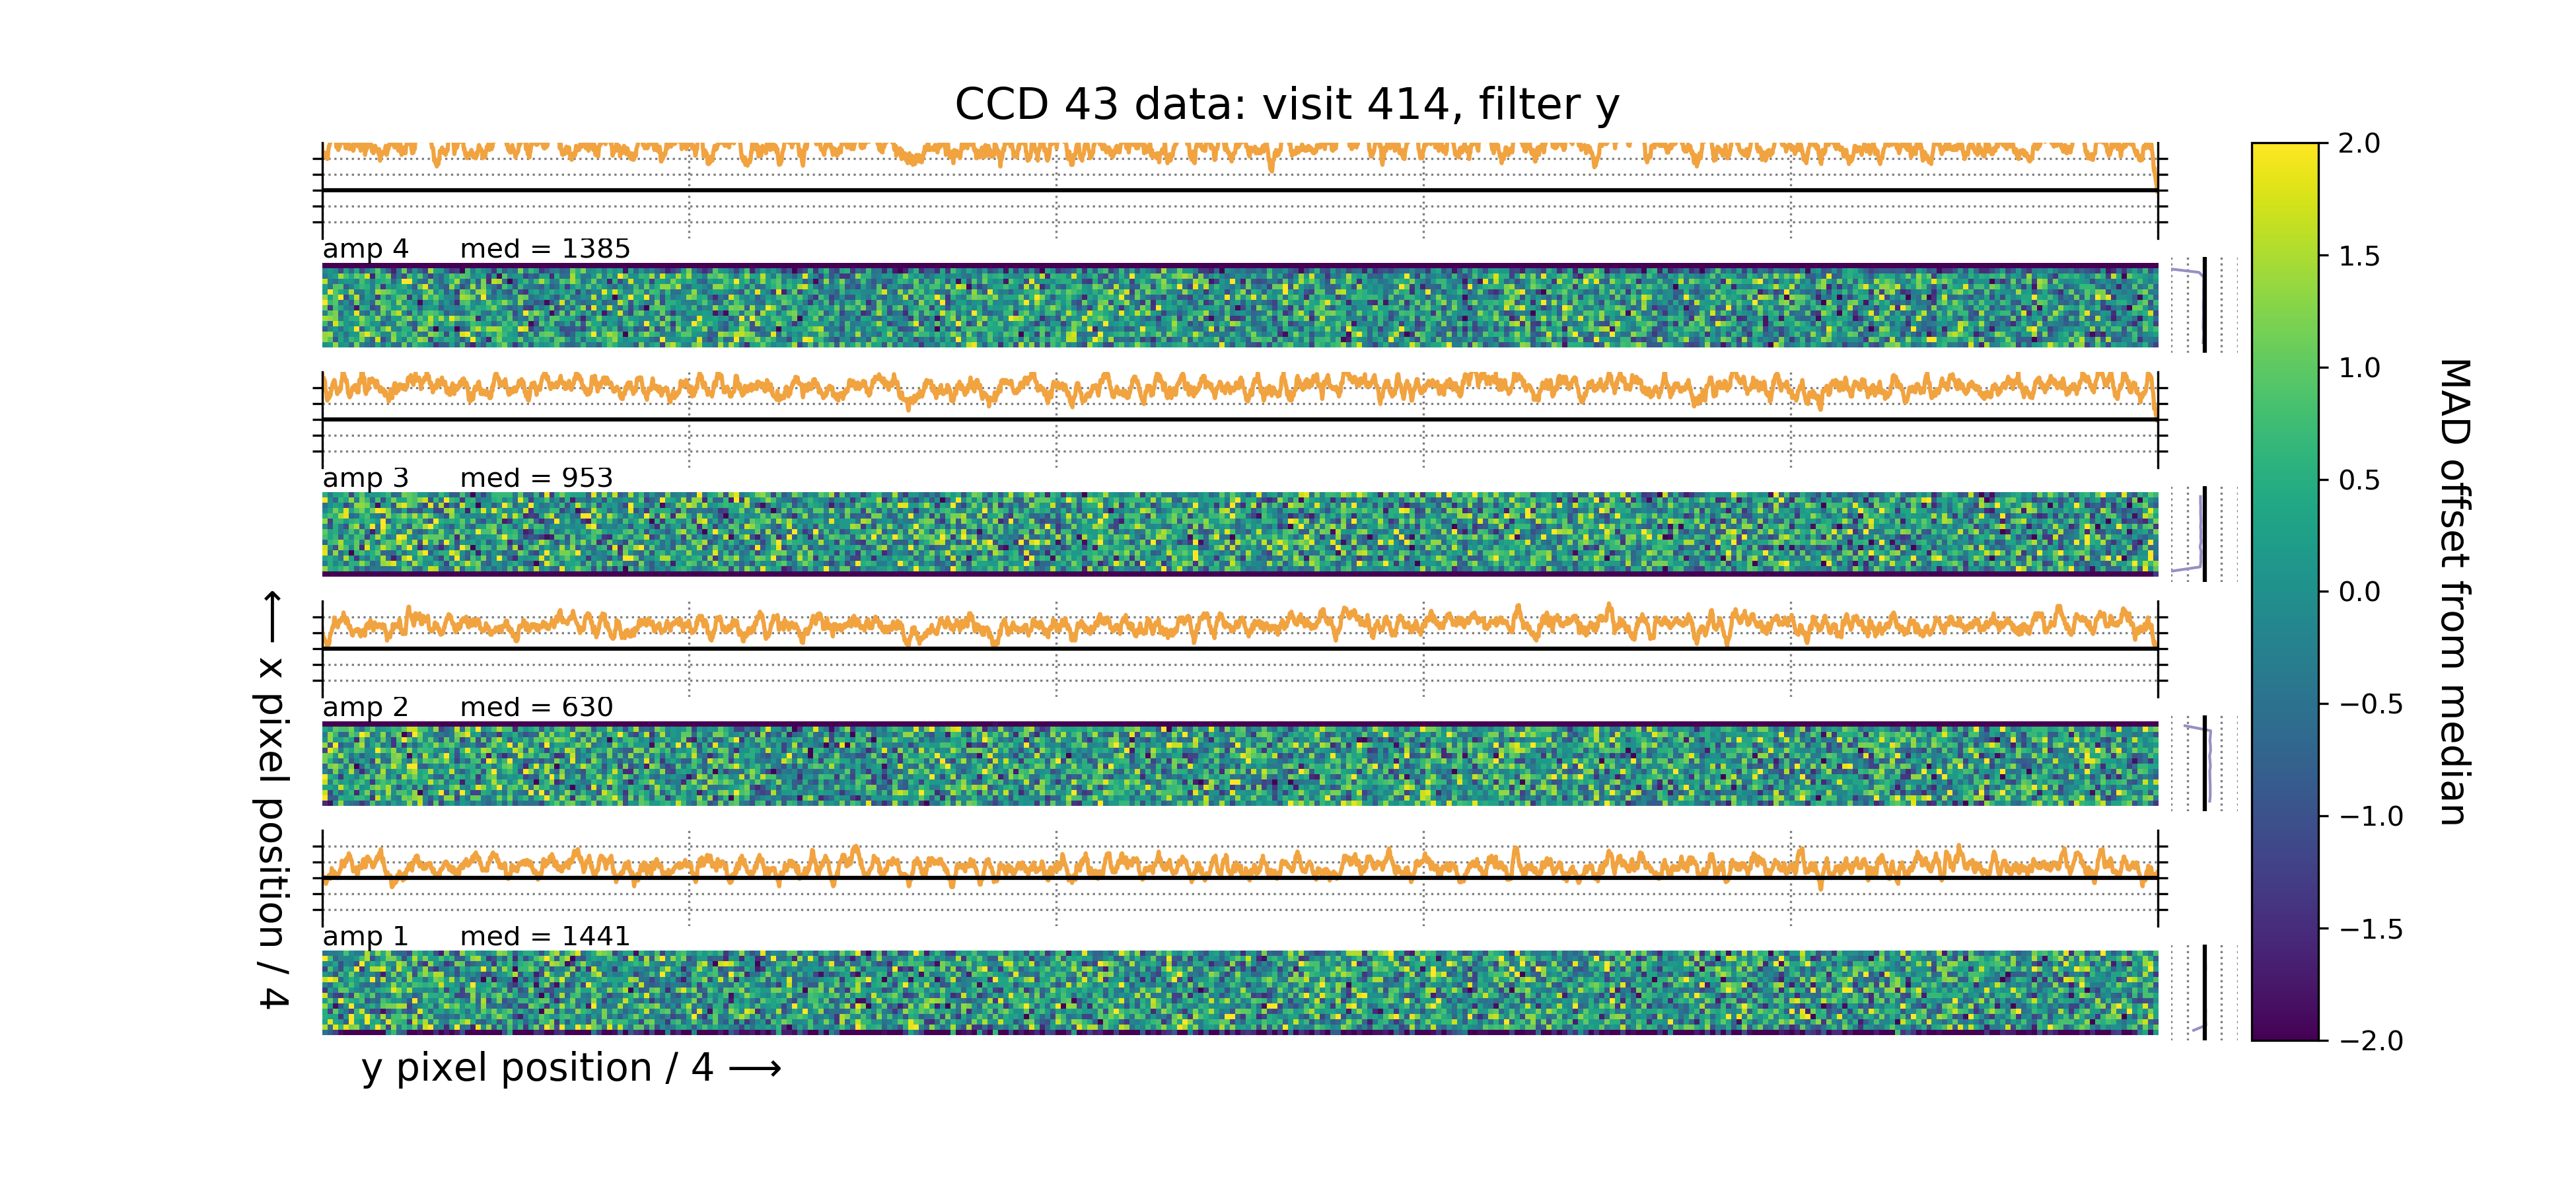 CCD 43 data: visit 414, filter y
amp 4 med = 1385
amp 3 med = 953
amp 2 med = 630
amp 1 med = 1441
⟵ x pixel position / 4
y pixel position / 4 ⟶
2.0
1.5
1.0
0.5
0.0
−0.5
−1.0
−1.5
−2.0
MAD offset from median